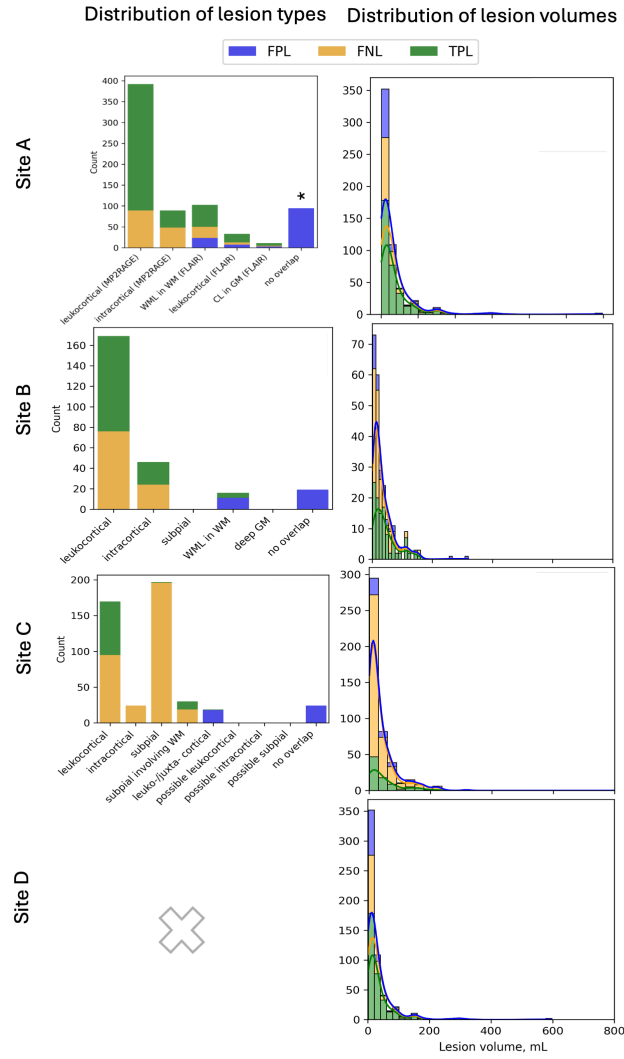 Distribution of lesion types
Distribution of lesion volumes
FPL FNL TPL
Site A
Count
400
350
300
250
200
150
100
50
0
*
leukocortical (MP2RAGE)
intracortical (MP2RAGE)
WML in WM (FLAIR)
leukocortical (FLAIR)
CL in GM (FLAIR)
no overlap
350
300
250
200
150
100
50
0
Site B
Count
160
140
120
100
80
60
40
20
0
leukocortical
intracortical
subpial
WML in WM
deep GM
no overlap
70
60
50
40
30
20
10
0
Site C
Count
200
150
100
50
0
leukocortical
intracortical
subpial
subpial involving WM
leuko-/juxta- cortical
possible leukocortical
possible intracortical
possible subpial
no overlap
300
250
200
150
100
50
0
Site D
350
300
250
200
150
100
50
0
0 200 400 600 800
Lesion volume, mL